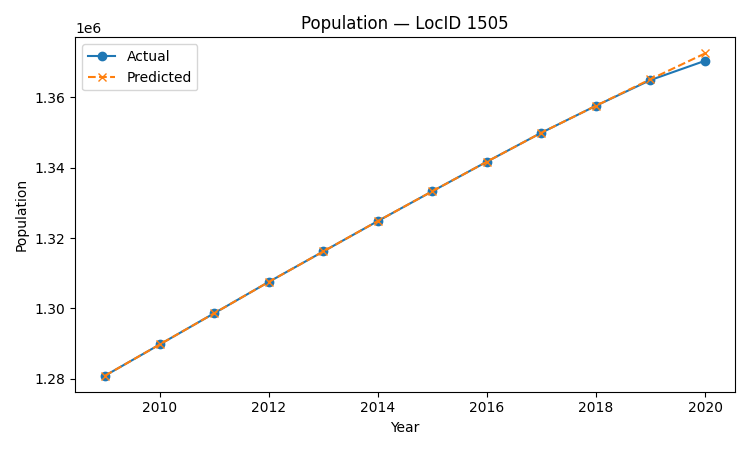 Population — LocID 1505
1e6
Actual
Predicted
1.36
1.34
1.32
1.30
1.28
Population
2010 2012 2014 2016 2018 2020
Year